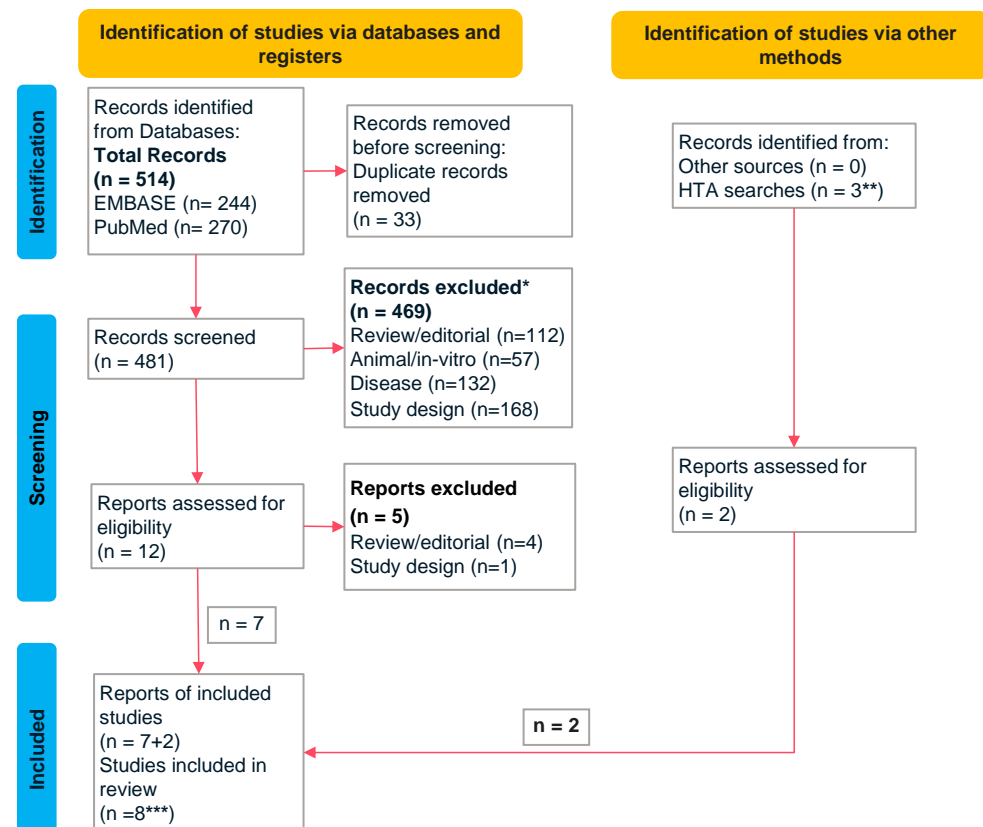 Identification of studies via databases and
registers
Identification of studies via other
methods
Identification
Records identified
from Databases:
Total Records
(n = 514)
EMBASE (n= 244)
PubMed (n= 270)
Records removed
before screening:
Duplicate records
removed
(n = 33)
Records identified from:
Other sources (n = 0)
HTA searches (n = 3**)
Screening
Records screened
(n = 481)
Records excluded*
(n = 469)
Review/editorial (n=112)
Animal/in-vitro (n=57)
Disease (n=132)
Study design (n=168)
Reports assessed for
eligibility
(n = 12)
Reports excluded
(n = 5)
Review/editorial (n=4)
Study design (n=1)
Reports assessed for
eligibility
(n = 2)
n = 7
Included
Reports of included
studies
(n = 7+2)
Studies included in
review
(n =8***)
n = 2